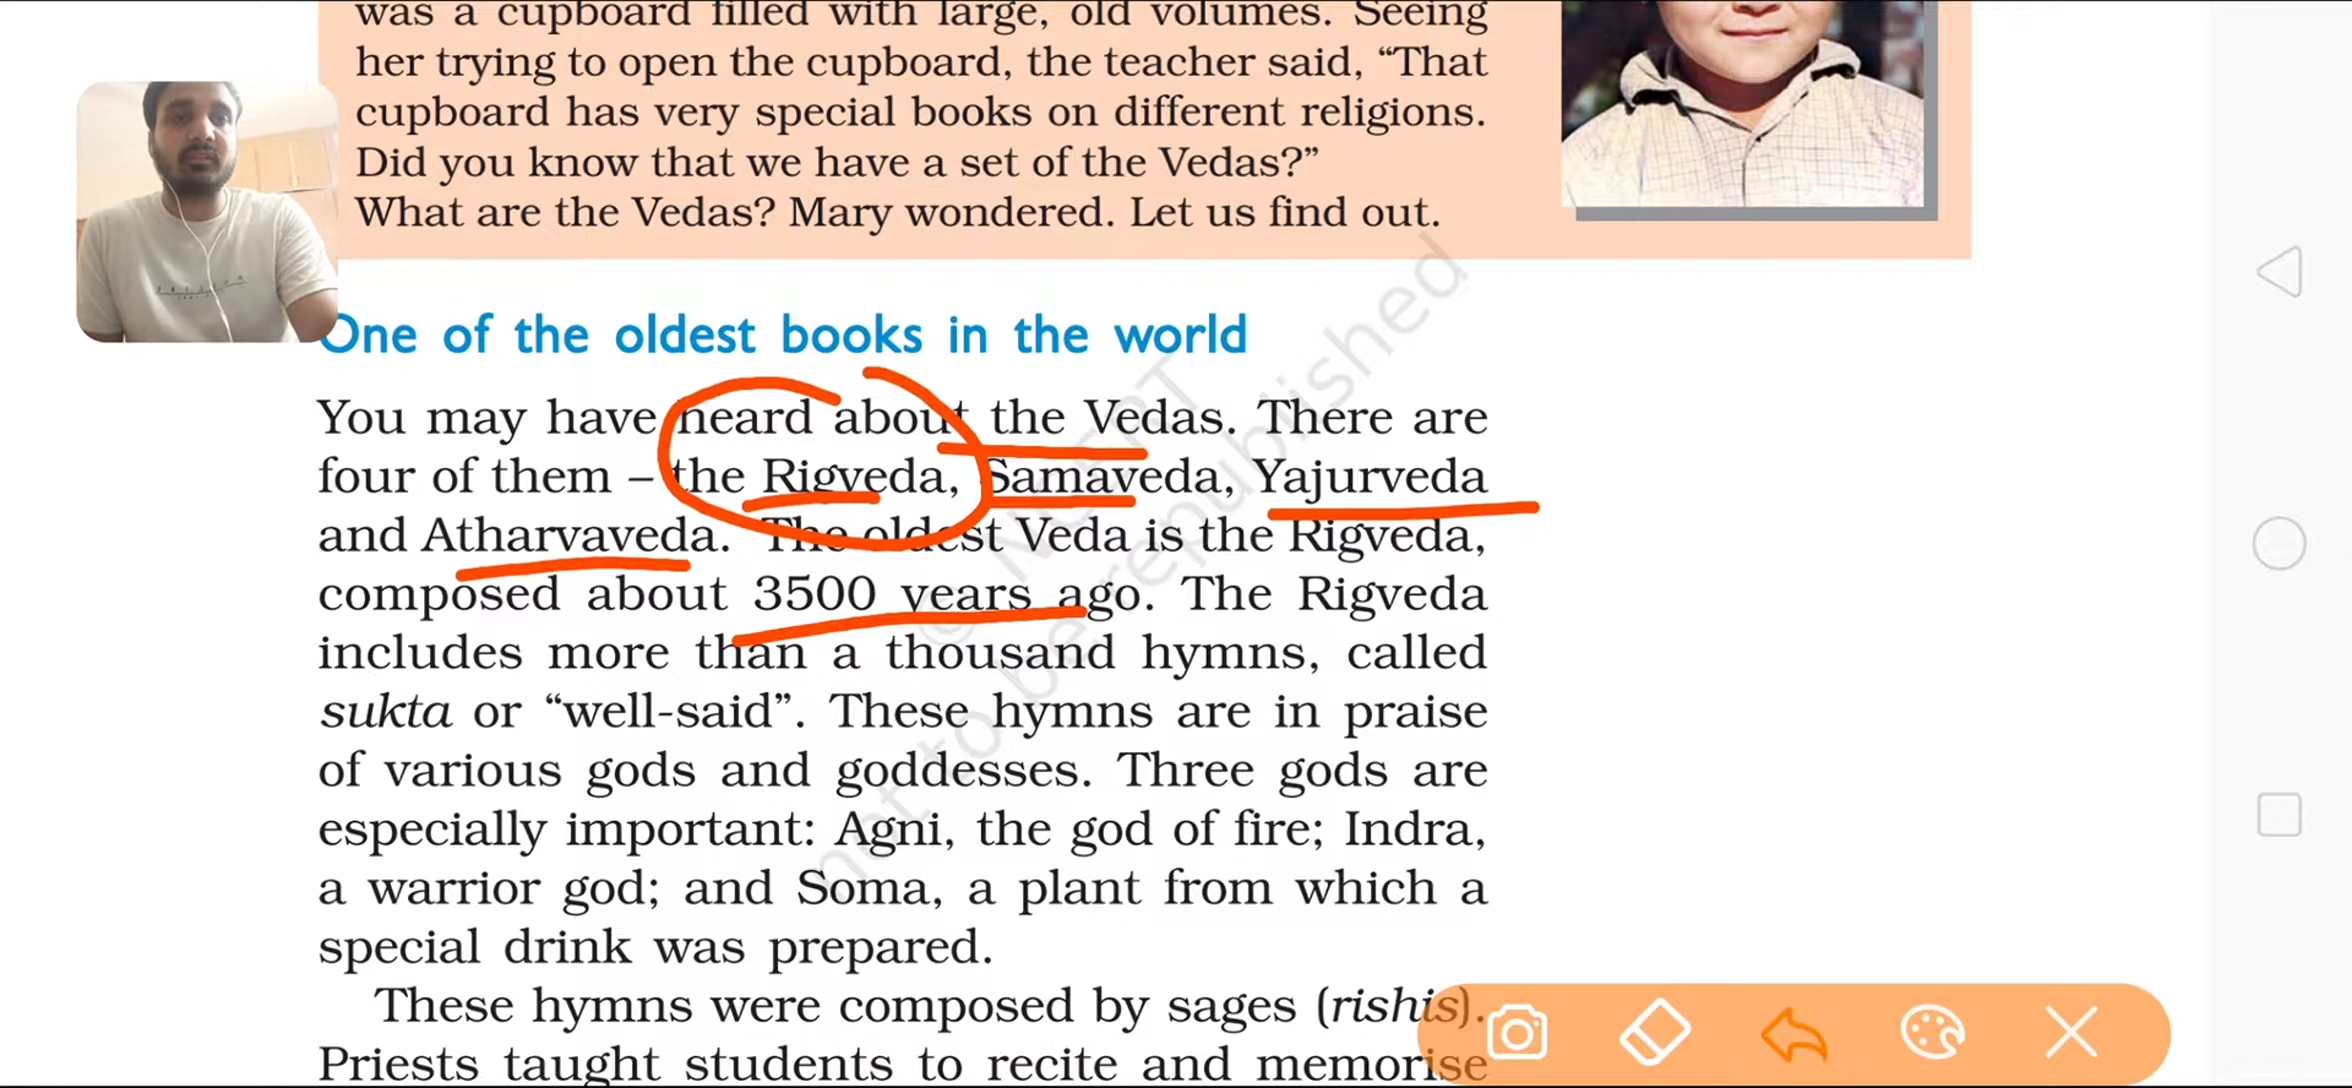 was a cupboard filled with large, old volumes. Seeing
her trying to open the cupboard, the teacher said, “That
cupboard has very special books on different religions.
Did you know that we have a set of the Vedas?”
What are the Vedas? Mary wondered. Let us find out.
One of the oldest books in the world
You may have heard about the Vedas. There are
four of them – the Rigveda, Samaveda, Yajurveda
and Atharvaveda. The oldest Veda is the Rigveda,
composed about 3500 years ago. The Rigveda
includes more than a thousand hymns, called
sukta or “well-said”. These hymns are in praise
of various gods and goddesses. Three gods are
especially important: Agni, the god of fire; Indra,
a warrior god; and Soma, a plant from which a
special drink was prepared.
These hymns were composed by sages (rishis).
Priests taught students to recite and memorise
© NCERT
not to be republished